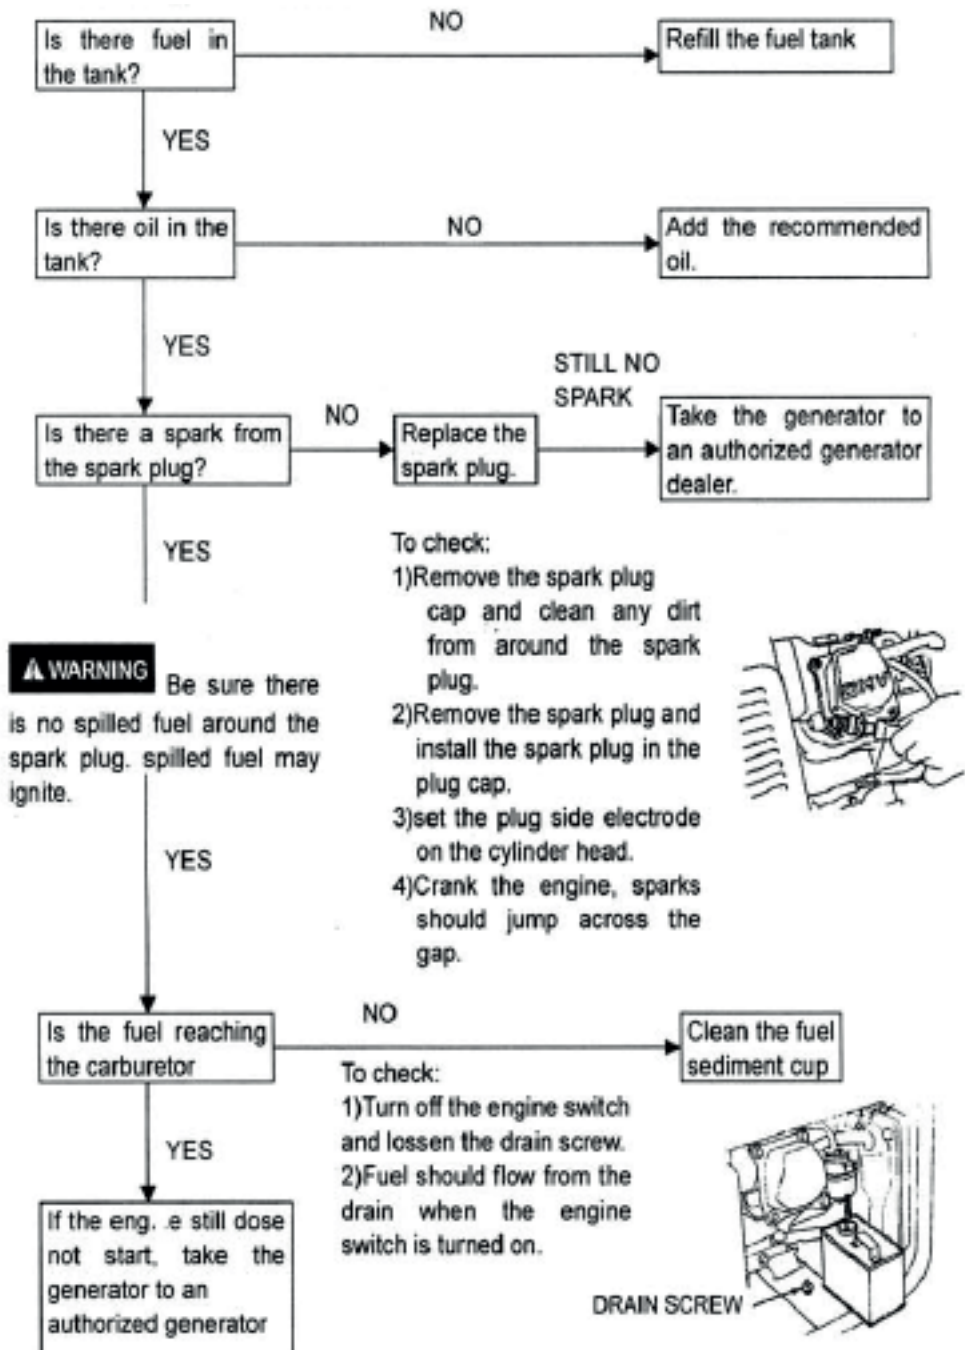 NO
Is there fuel in
the tank?
Refill the fuel tank
YES
Is there oil in the
tank?
NO
Add the recommended
oil.
YES
STILL NO
SPARK
Is there a spark from
the spark plug?
NO
Replace the
spark plug.
Take the generator to
an authorized generator
dealer.
YES
To check:
1)Remove the spark plug
cap and clean any dirt
from around the spark
plug.
2)Remove the spark plug and
install the spark plug in the
plug cap.
3)set the plug side electrode
on the cylinder head.
4)Crank the engine, sparks
should jump across the
gap.
WARNING Be sure there
is no spilled fuel around the
spark plug. spilled fuel may
ignite.
YES
Is the fuel reaching
the carburetor
NO
Clean the fuel
sediment cup
To check:
1)Turn off the engine switch
and lossen the drain screw.
2)Fuel should flow from the
drain when the engine
switch is turned on.
YES
If the still dose
not start, take the
generator to an
authorized generator
DRAIN SCREW